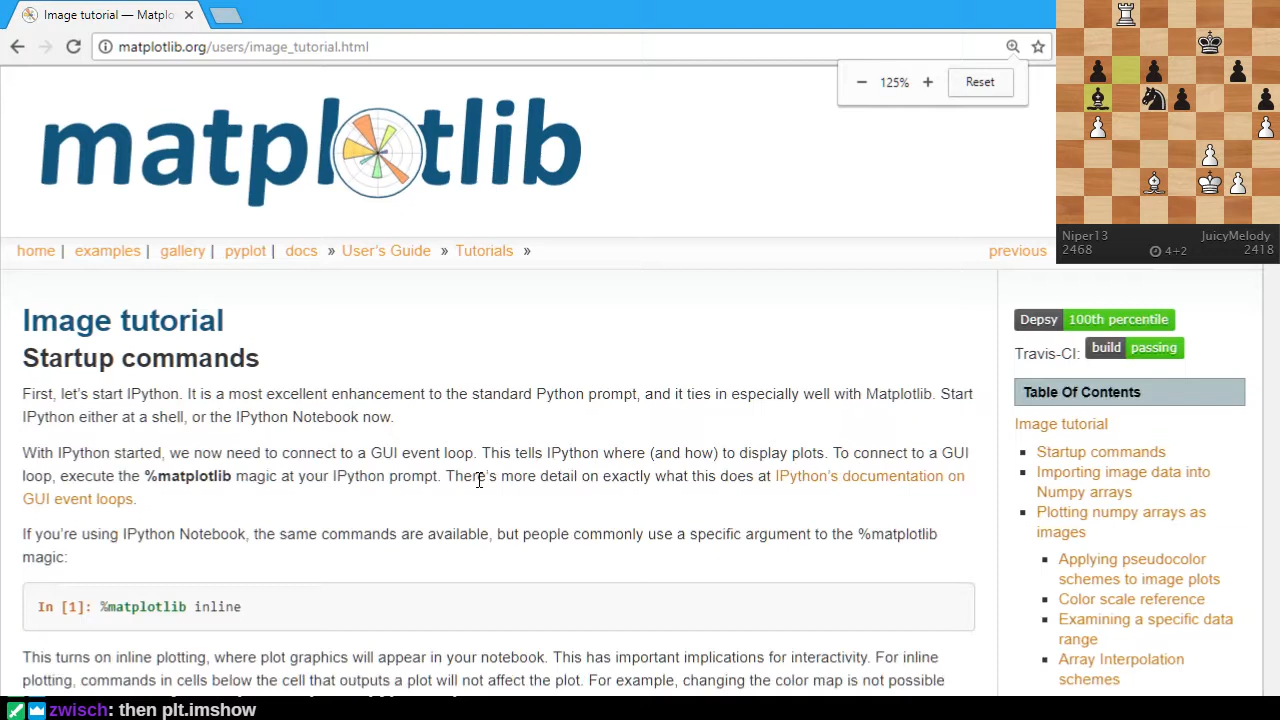 Image tutorial — Matplo
matplotlib.org/users/image_tutorial.html
125%
Reset
matplotlib
home | examples | gallery | pyplot | docs » User's Guide » Tutorials »
previous
Niper13
JuicyMelody
2468
4+2
2418
Image tutorial
Startup commands
First, let's start IPython. It is a most excellent enhancement to the standard Python prompt, and it ties in especially well with Matplotlib. Start
IPython either at a shell, or the IPython Notebook now.
With IPython started, we now need to connect to a GUI event loop. This tells IPython where (and how) to display plots. To connect to a GUI
loop, execute the %matplotlib magic at your IPython prompt. There's more detail on exactly what this does at IPython's documentation on
GUI event loops.
If you're using IPython Notebook, the same commands are available, but people commonly use a specific argument to the %matplotlib
magic:
In [1]: %matplotlib inline
This turns on inline plotting, where plot graphics will appear in your notebook. This has important implications for interactivity. For inline
plotting, commands in cells below the cell that outputs a plot will not affect the plot. For example, changing the color map is not possible
Depsy 100th percentile
Travis-CI: build passing
Table Of Contents
Image tutorial
Startup commands
Importing image data into
Numpy arrays
Plotting numpy arrays as
images
Applying pseudocolor
schemes to image plots
Color scale reference
Examining a specific data
range
Array Interpolation
schemes
zwisch: then plt.imshow